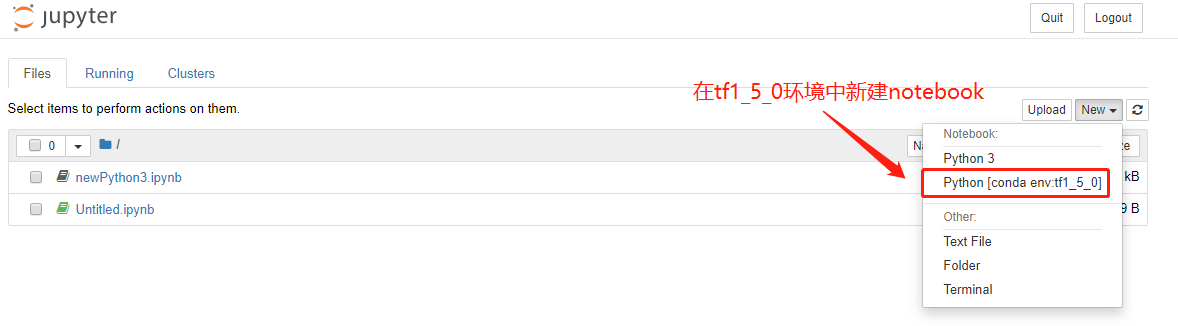 jupyter
Quit
Logout
Files
Running
Clusters
在tf1_5_0环境中新建notebook
Select items to perform actions on them.
Upload
New
0
/
Notebook:
Python 3
Python [conda env:tf1_5_0]
newPython3.ipynb
kB
Untitled.ipynb
9 B
Other:
Text File
Folder
Terminal